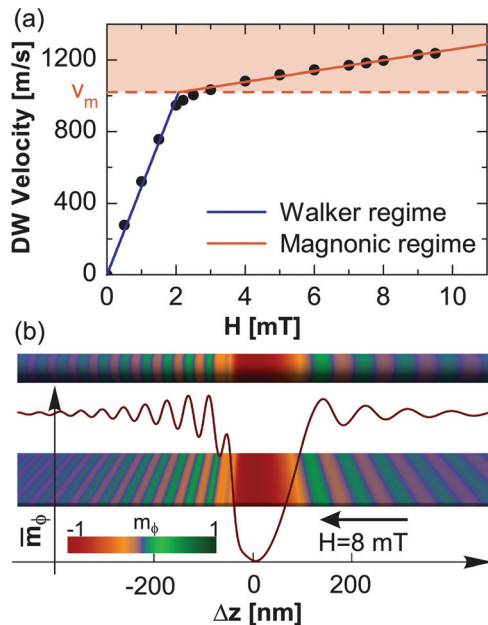 (a)
1200
v_m
800
400
0
DW Velocity [m/s]
Walker regime
Magnonic regime
0 2 4 6 8 10
H [mT]
(b)
m̅_ϕ
-1 m_ϕ 1
H=8 mT
-200 0 200
Δz [nm]